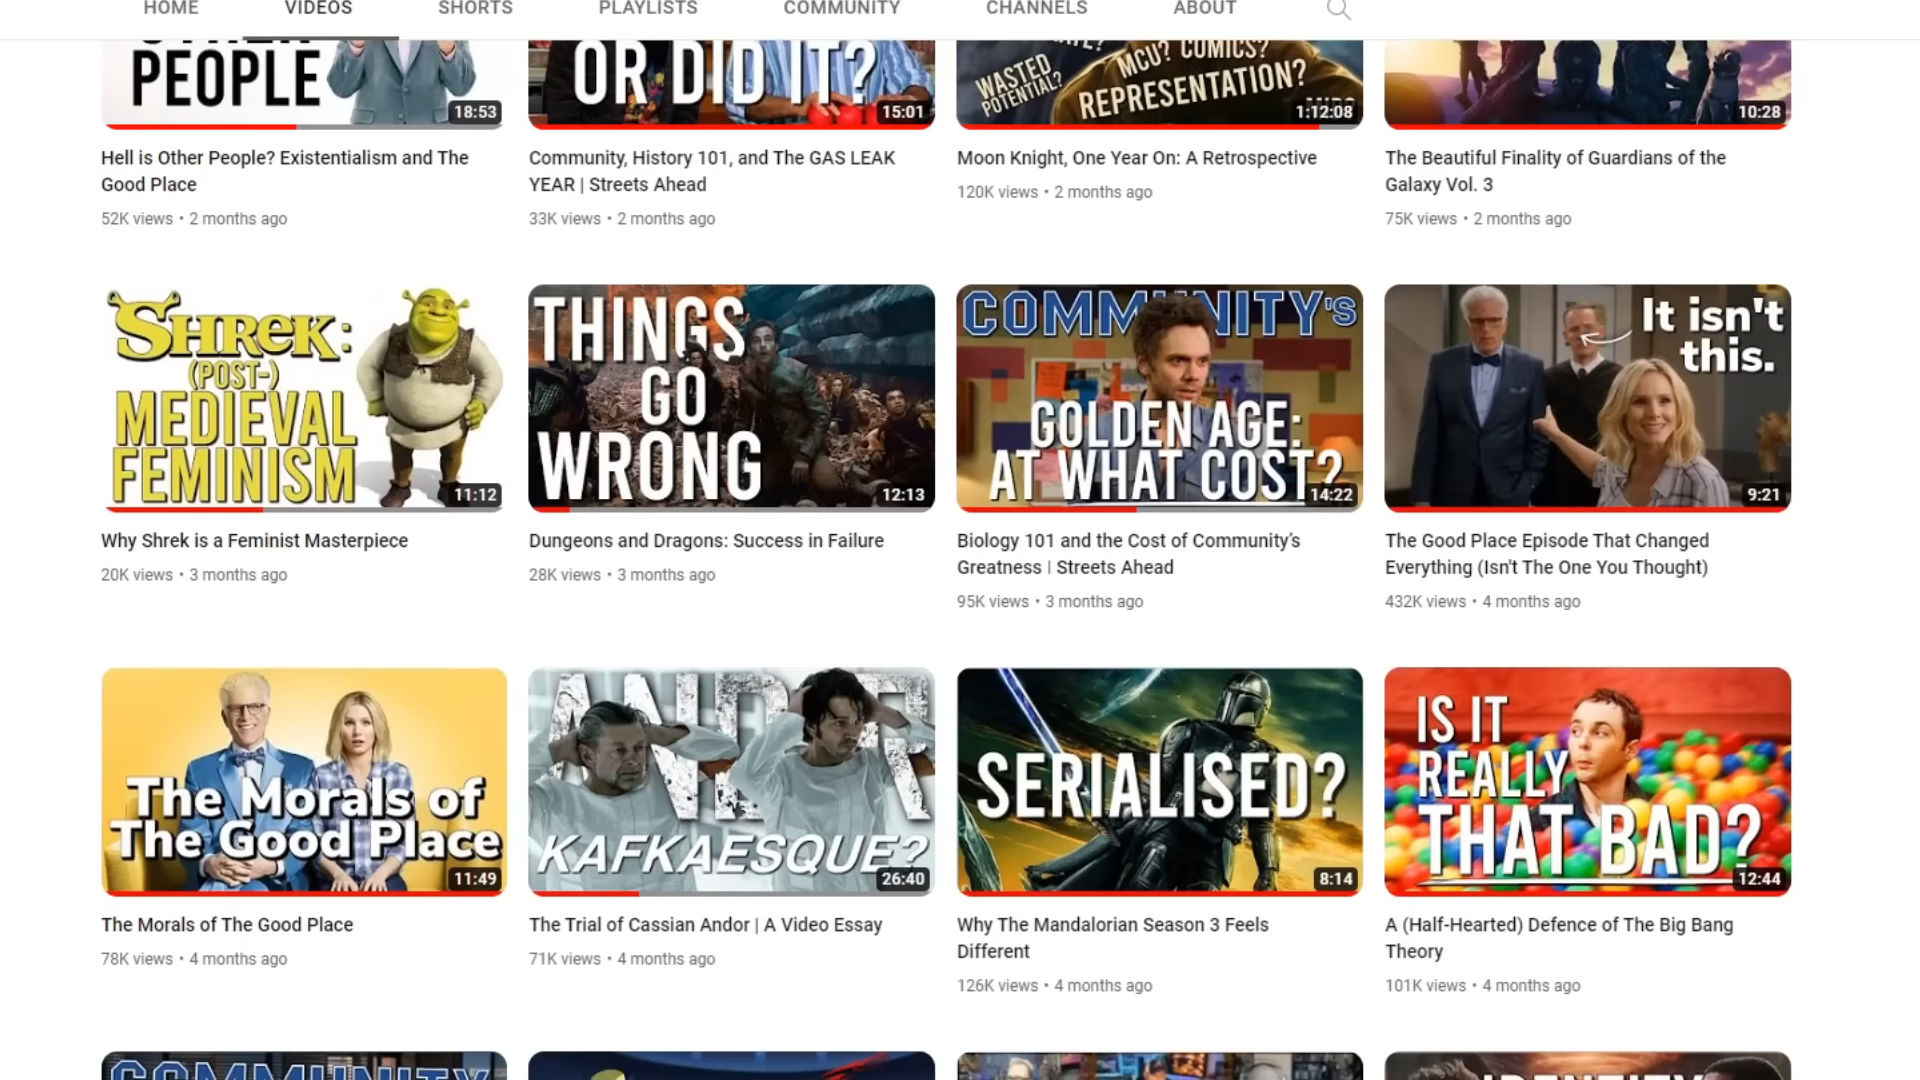 HOME VIDEOS SHORTS PLAYLISTS COMMUNITY CHANNELS ABOUT
OTHER
PEOPLE
18:53
OR DID IT?
15:01
WASTED
POTENTIAL?
MCU? COMICS?
REPRESENTATION?
1:12:08
10:28
Hell is Other People? Existentialism and The
Good Place
52K views • 2 months ago
Community, History 101, and The GAS LEAK
YEAR | Streets Ahead
33K views • 2 months ago
Moon Knight, One Year On: A Retrospective
120K views • 2 months ago
The Beautiful Finality of Guardians of the
Galaxy Vol. 3
75K views • 2 months ago
SHREK:
(POST-)
MEDIEVAL
FEMINISM
11:12
THINGS
GO
WRONG
12:13
COMMUNITY'S
GOLDEN AGE:
AT WHAT COST?
14:22
It isn't
this.
9:21
Why Shrek is a Feminist Masterpiece
20K views • 3 months ago
Dungeons and Dragons: Success in Failure
28K views • 3 months ago
Biology 101 and the Cost of Community’s
Greatness | Streets Ahead
95K views • 3 months ago
The Good Place Episode That Changed
Everything (Isn't The One You Thought)
432K views • 4 months ago
The Morals of
The Good Place
11:49
ANDOR
KAFKAESQUE?
26:40
SERIALISED?
8:14
IS IT
REALLY
THAT BAD?
12:44
The Morals of The Good Place
78K views • 4 months ago
The Trial of Cassian Andor | A Video Essay
71K views • 4 months ago
Why The Mandalorian Season 3 Feels
Different
126K views • 4 months ago
A (Half-Hearted) Defence of The Big Bang
Theory
101K views • 4 months ago
COMMUNITY
IDENTITY